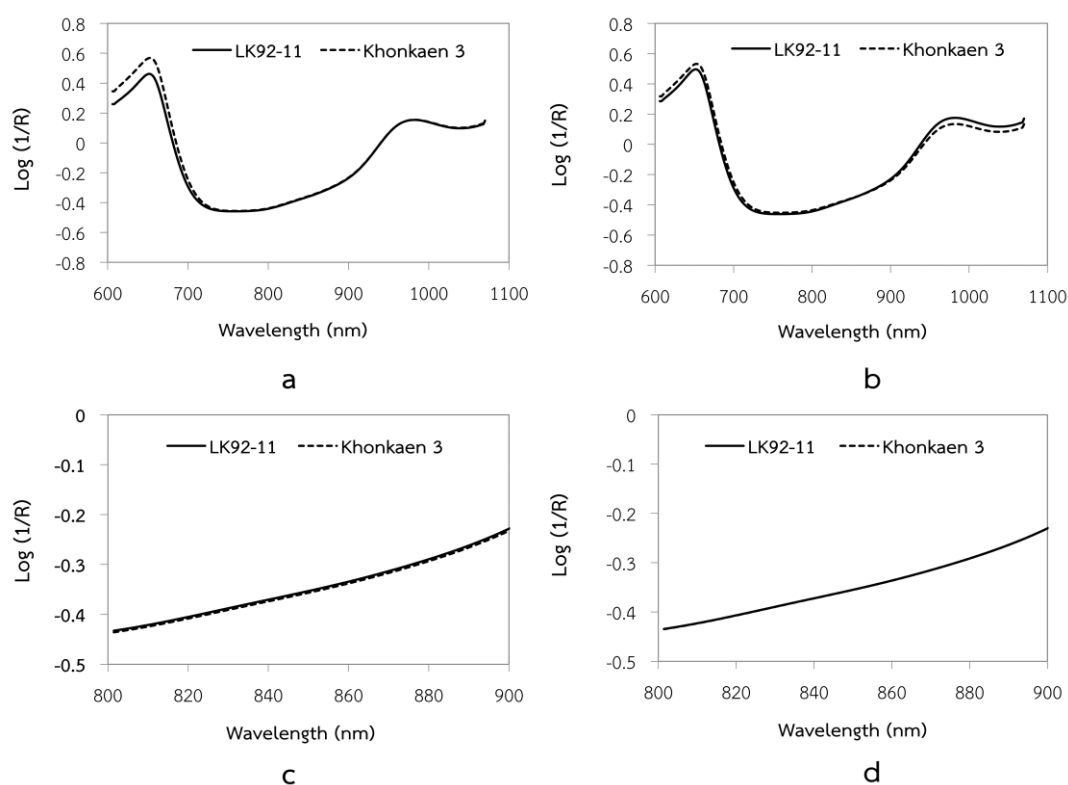 0.8
LK92-11 Khonkaen 3
0.6
0.4
0.2
0
-0.2
-0.4
-0.6
-0.8
Log (1/R)
600 700 800 900 1000 1100
Wavelength (nm)
a
0.8
LK92-11 Khonkaen 3
0.6
0.4
0.2
0
-0.2
-0.4
-0.6
-0.8
Log (1/R)
600 700 800 900 1000 1100
Wavelength (nm)
b
0
LK92-11 Khonkaen 3
-0.1
-0.2
-0.3
-0.4
-0.5
Log (1/R)
800 820 840 860 880 900
Wavelength (nm)
c
0
LK92-11 Khonkaen 3
-0.1
-0.2
-0.3
-0.4
-0.5
Log (1/R)
800 820 840 860 880 900
Wavelength (nm)
d